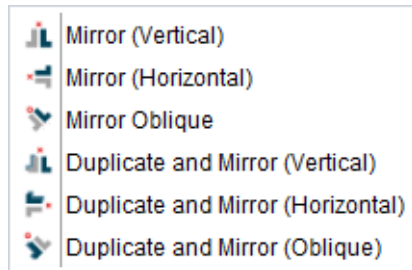 Mirror (Vertical)
Mirror (Horizontal)
Mirror Oblique
Duplicate and Mirror (Vertical)
Duplicate and Mirror (Horizontal)
Duplicate and Mirror (Oblique)